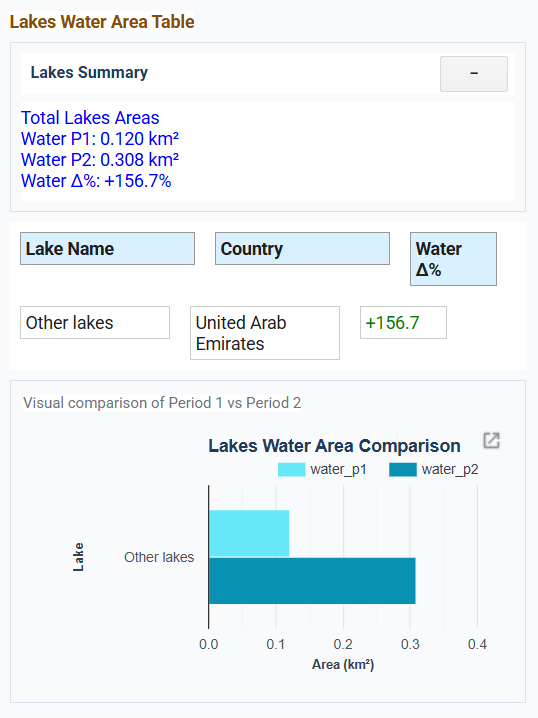 Lakes Water Area Table
Lakes Summary
–
Total Lakes Areas
Water P1: 0.120 km²
Water P2: 0.308 km²
Water Δ%: +156.7%
Lake Name
Country
Water
Δ%
Other lakes
United Arab
Emirates
+156.7
Visual comparison of Period 1 vs Period 2
Lakes Water Area Comparison
water_p1
water_p2
Lake
Other lakes
0.0 0.1 0.2 0.3 0.4
Area (km²)